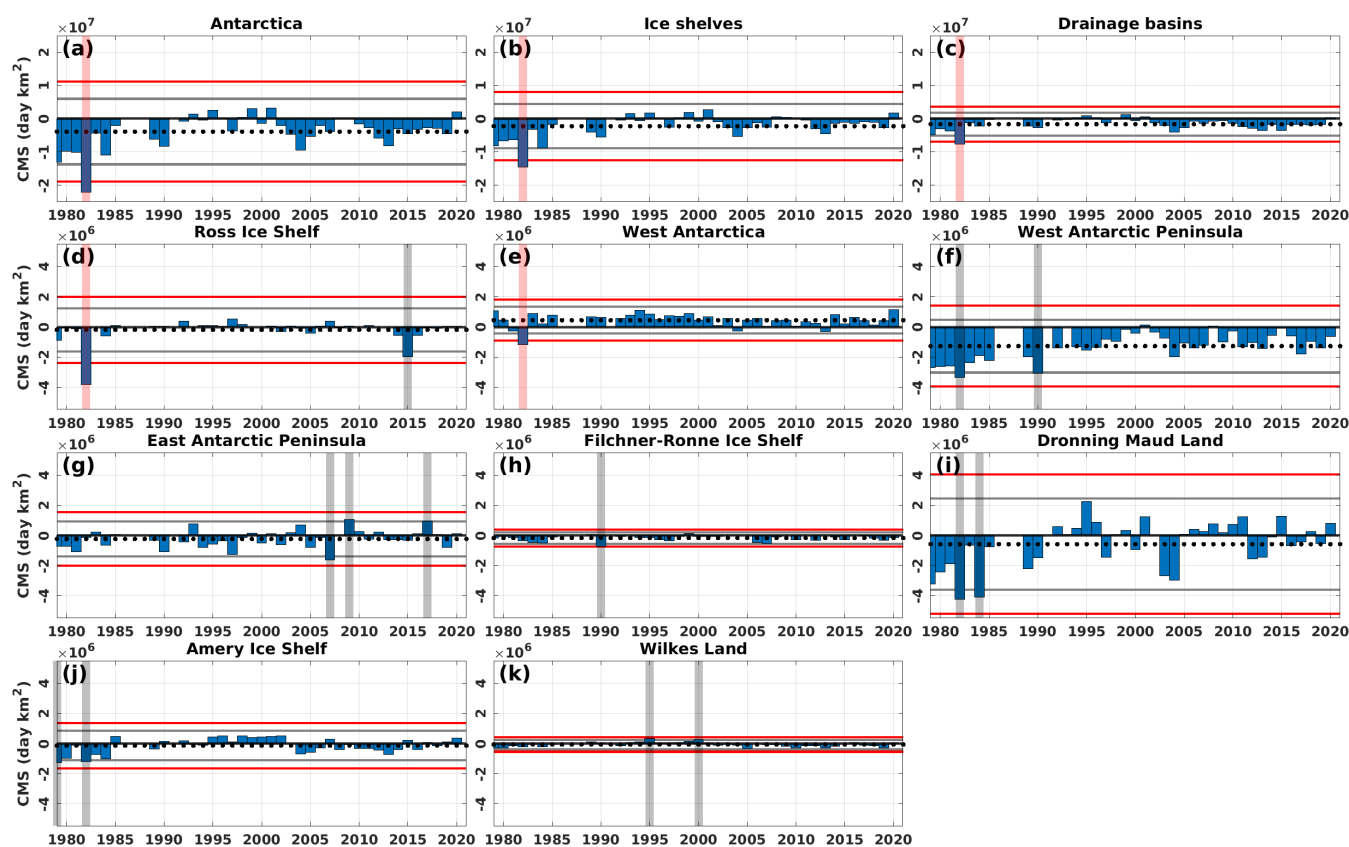 Antarctica
Ice shelves
Drainage basins
×10⁷
×10⁷
×10⁷
(a)
(b)
(c)
CMS (day km²)
2
1
0
-1
-2
2
1
0
-1
-2
2
1
0
-1
-2
1980 1985 1990 1995 2000 2005 2010 2015 2020
1980 1985 1990 1995 2000 2005 2010 2015 2020
1980 1985 1990 1995 2000 2005 2010 2015 2020
Ross Ice Shelf
West Antarctica
West Antarctic Peninsula
×10⁶
×10⁶
×10⁶
(d)
(e)
(f)
CMS (day km²)
4
2
0
-2
-4
4
2
0
-2
-4
4
2
0
-2
-4
1980 1985 1990 1995 2000 2005 2010 2015 2020
1980 1985 1990 1995 2000 2005 2010 2015 2020
1980 1985 1990 1995 2000 2005 2010 2015 2020
East Antarctic Peninsula
Filchner-Ronne Ice Shelf
Dronning Maud Land
×10⁶
×10⁶
×10⁶
(g)
(h)
(i)
CMS (day km²)
4
2
0
-2
-4
4
2
0
-2
-4
4
2
0
-2
-4
1980 1985 1990 1995 2000 2005 2010 2015 2020
1980 1985 1990 1995 2000 2005 2010 2015 2020
1980 1985 1990 1995 2000 2005 2010 2015 2020
Amery Ice Shelf
Wilkes Land
×10⁶
×10⁶
(j)
(k)
CMS (day km²)
4
2
0
-2
-4
4
2
0
-2
-4
1980 1985 1990 1995 2000 2005 2010 2015 2020
1980 1985 1990 1995 2000 2005 2010 2015 2020